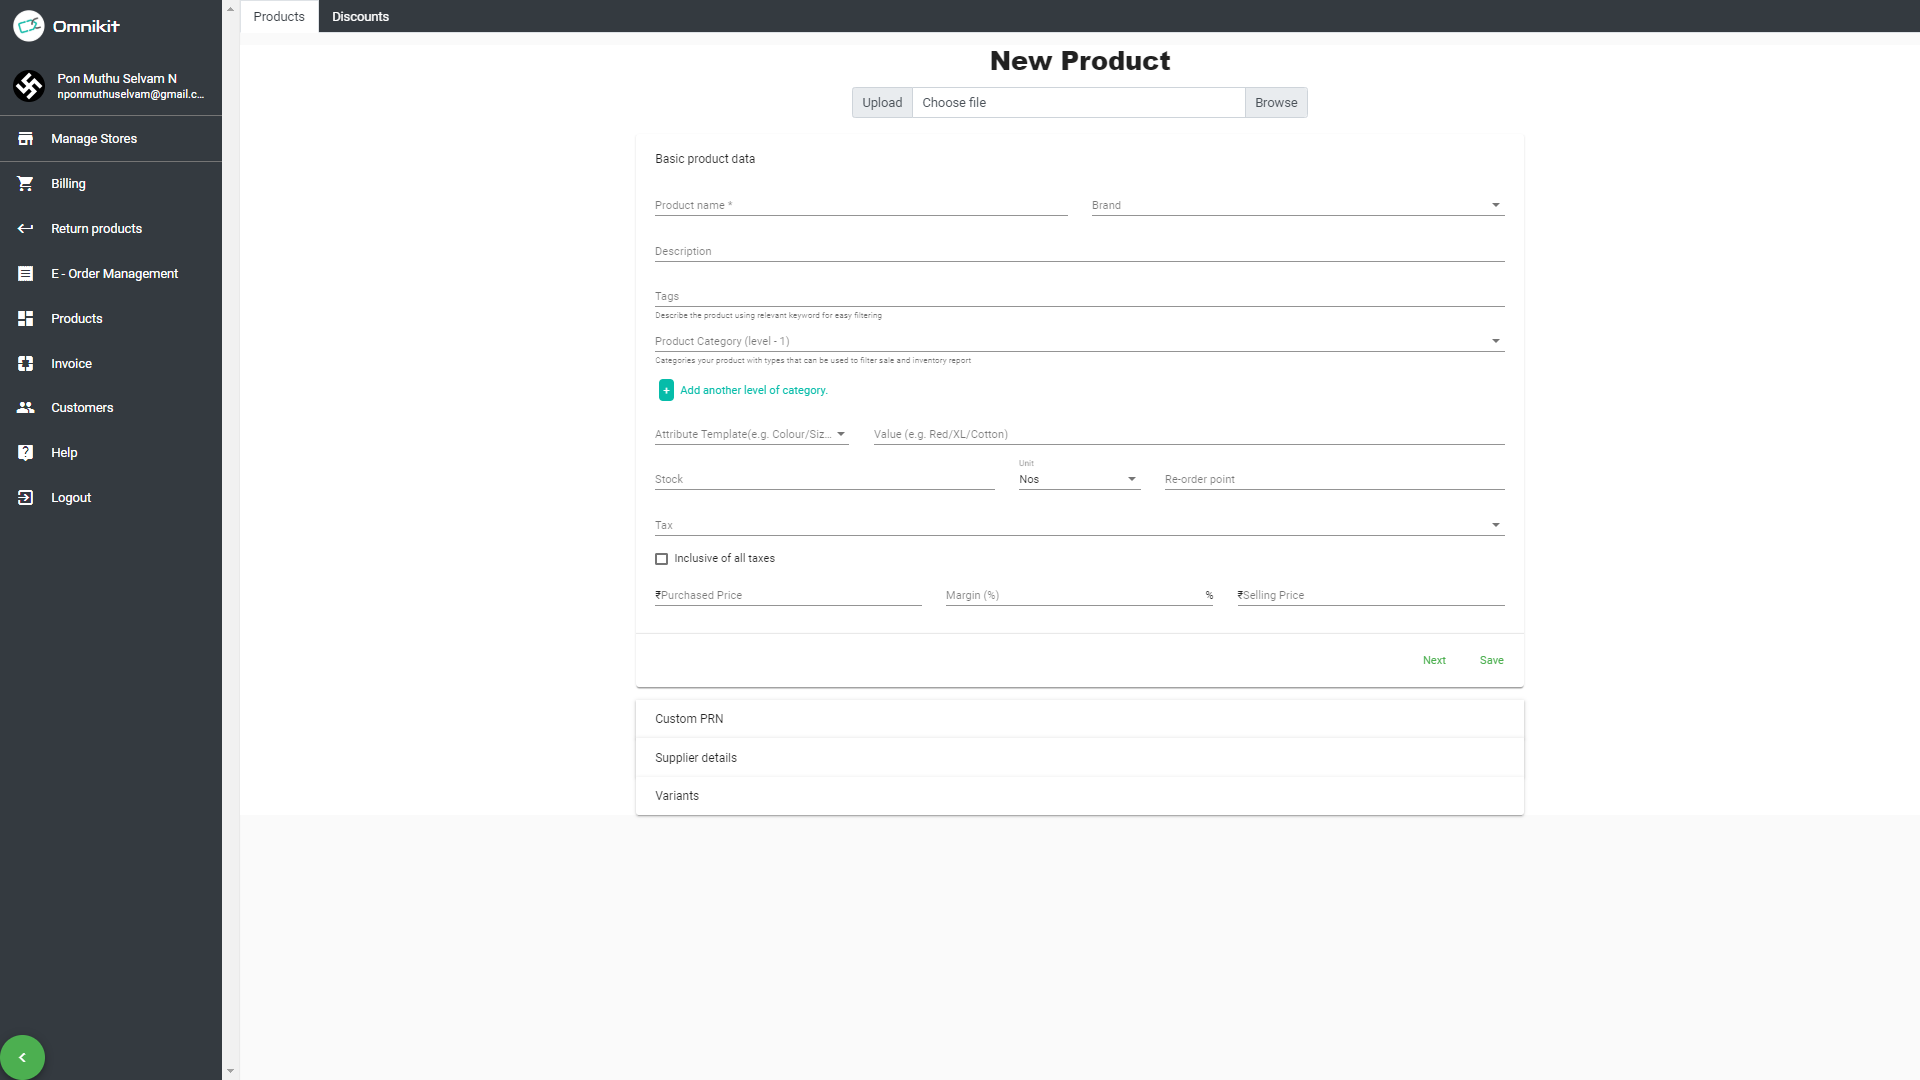 Omnikit
Pon Muthu Selvam N
nponmuthuselvam@gmail.c...
Manage Stores
Billing
Return products
E - Order Management
Products
Invoice
Customers
Help
Logout
Products Discounts
New Product
Upload Choose file Browse
Basic product data
Product name * Brand
Description
Tags
Describe the product using relevant keyword for easy filtering
Product Category (level - 1)
Categories your product with types that can be used to filter sale and inventory report
+ Add another level of category.
Attribute Template(e.g. Colour/Siz... Value (e.g. Red/XL/Cotton)
Unit
Stock Nos Re-order point
Tax
Inclusive of all taxes
₹Purchased Price Margin (%) % ₹Selling Price
Next Save
Custom PRN
Supplier details
Variants